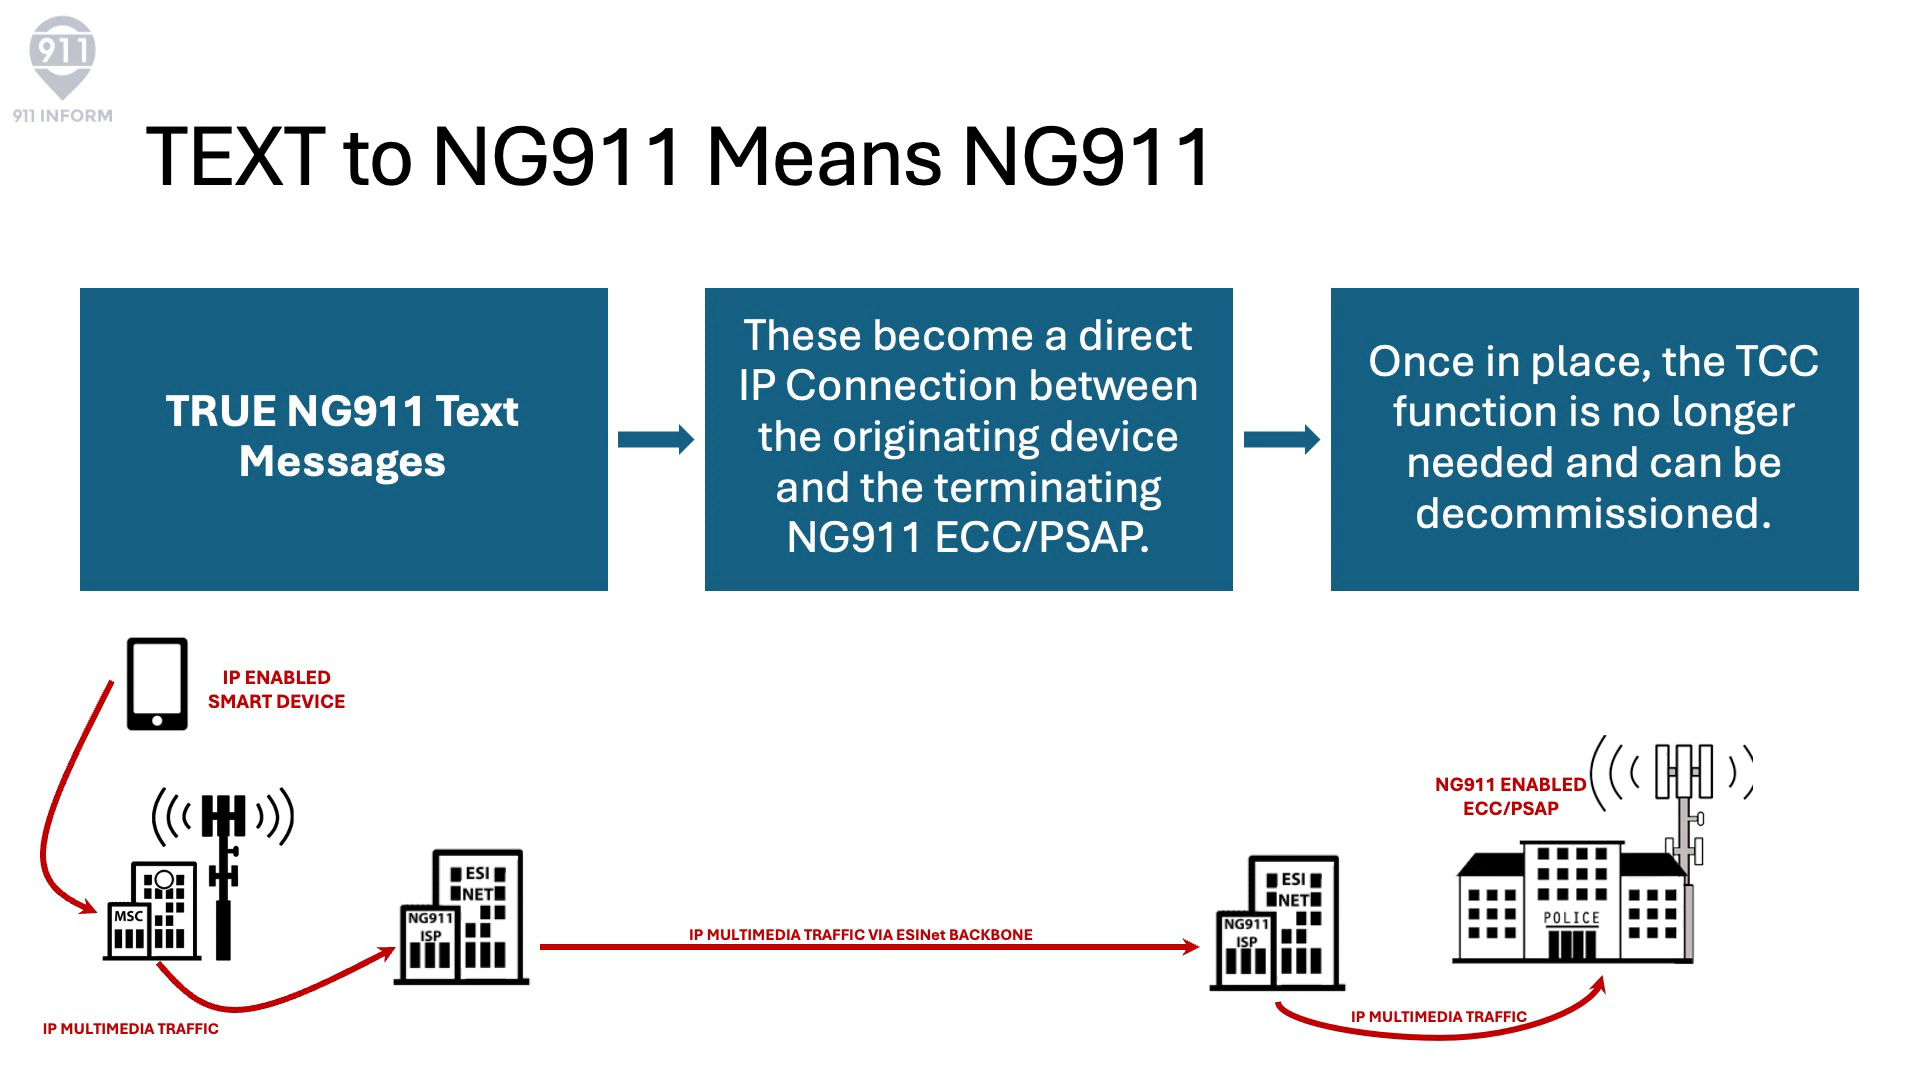 911
911 INFORM
TEXT to NG911 Means NG911
TRUE NG911 Text
Messages
These become a direct
IP Connection between
the originating device
and the terminating
NG911 ECC/PSAP.
Once in place, the TCC
function is no longer
needed and can be
decommissioned.
IP ENABLED
SMART DEVICE
MSC
IP MULTIMEDIA TRAFFIC
ESI
NET
NG911
ISP
IP MULTIMEDIA TRAFFIC VIA ESINet BACKBONE
ESI
NET
NG911
ISP
IP MULTIMEDIA TRAFFIC
NG911 ENABLED
ECC/PSAP
POLICE